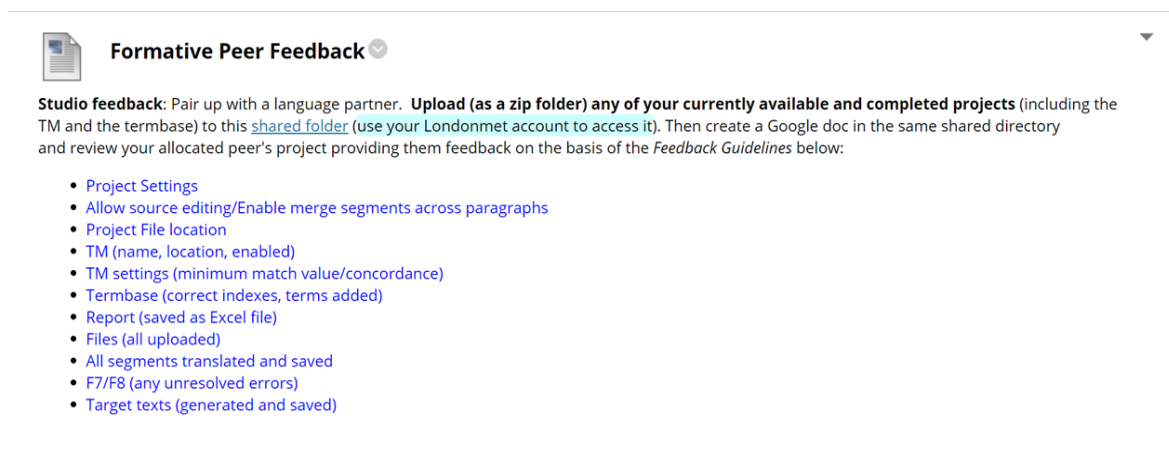 Formative Peer Feedback
Studio feedback: Pair up with a language partner.  Upload (as a zip folder) any of your currently available and completed projects (including the
TM and the termbase) to this shared folder (use your Londonmet account to access it). Then create a Google doc in the same shared directory
and review your allocated peer's project providing them feedback on the basis of the Feedback Guidelines below:
• Project Settings
• Allow source editing/Enable merge segments across paragraphs
• Project File location
• TM (name, location, enabled)
• TM settings (minimum match value/concordance)
• Termbase (correct indexes, terms added)
• Report (saved as Excel file)
• Files (all uploaded)
• All segments translated and saved
• F7/F8 (any unresolved errors)
• Target texts (generated and saved)